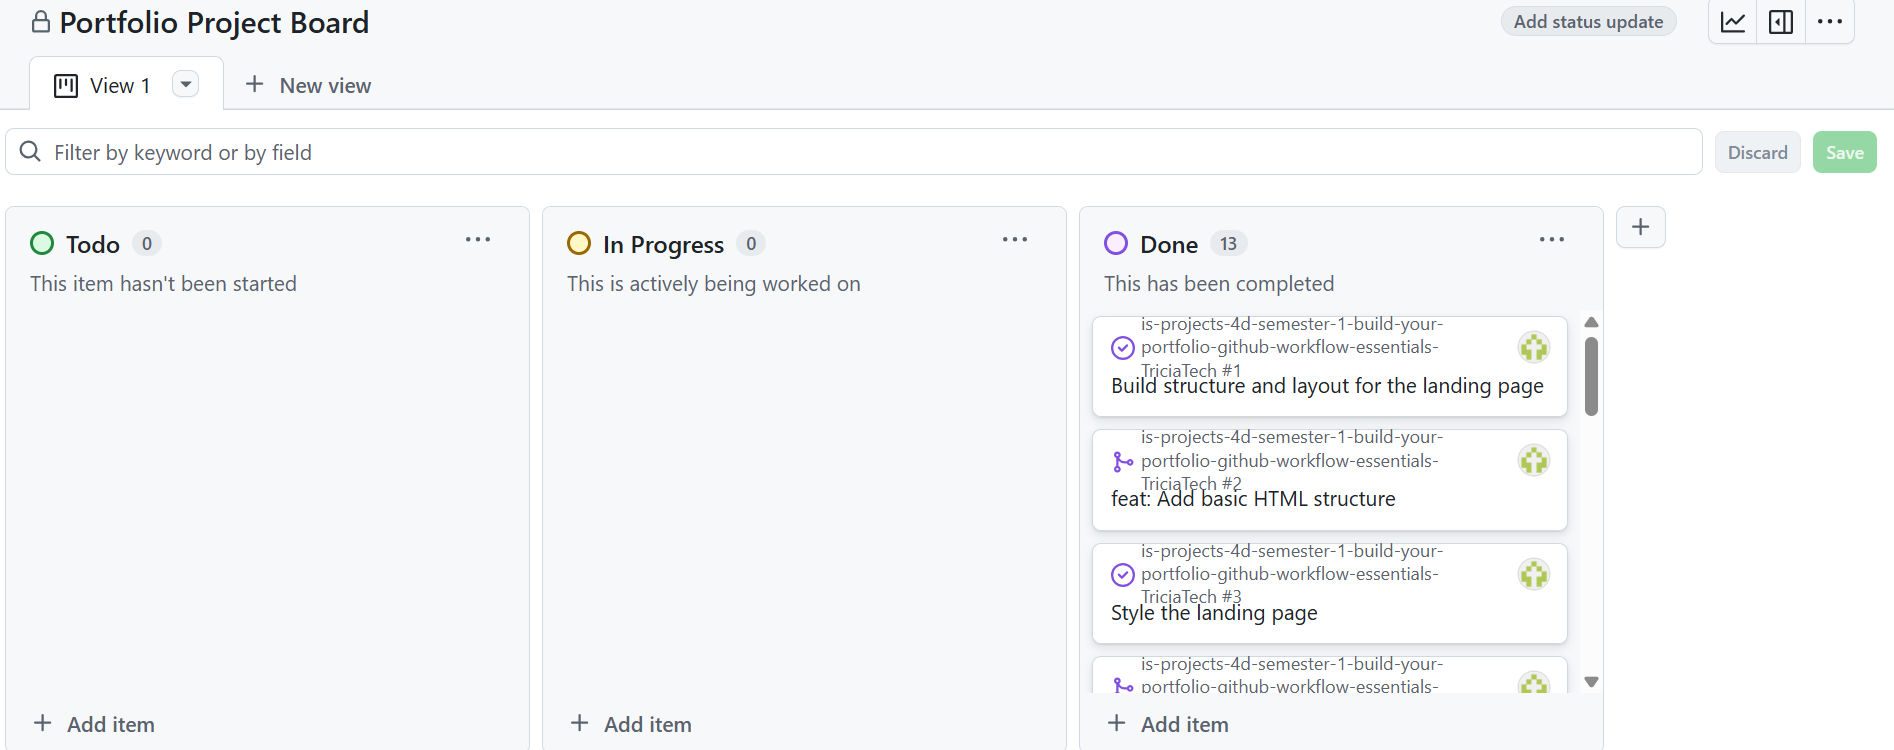 Portfolio Project Board
Add status update
View 1
New view
Filter by keyword or by field
Discard
Save
Todo 0
This item hasn't been started
Add item
In Progress 0
This is actively being worked on
Add item
Done 13
This has been completed
is-projects-4d-semester-1-build-your-
portfolio-github-workflow-essentials-
TriciaTech #1
Build structure and layout for the landing page
is-projects-4d-semester-1-build-your-
portfolio-github-workflow-essentials-
TriciaTech #2
feat: Add basic HTML structure
is-projects-4d-semester-1-build-your-
portfolio-github-workflow-essentials-
TriciaTech #3
Style the landing page
is-projects-4d-semester-1-build-your-
portfolio-github-workflow-essentials-
Add item